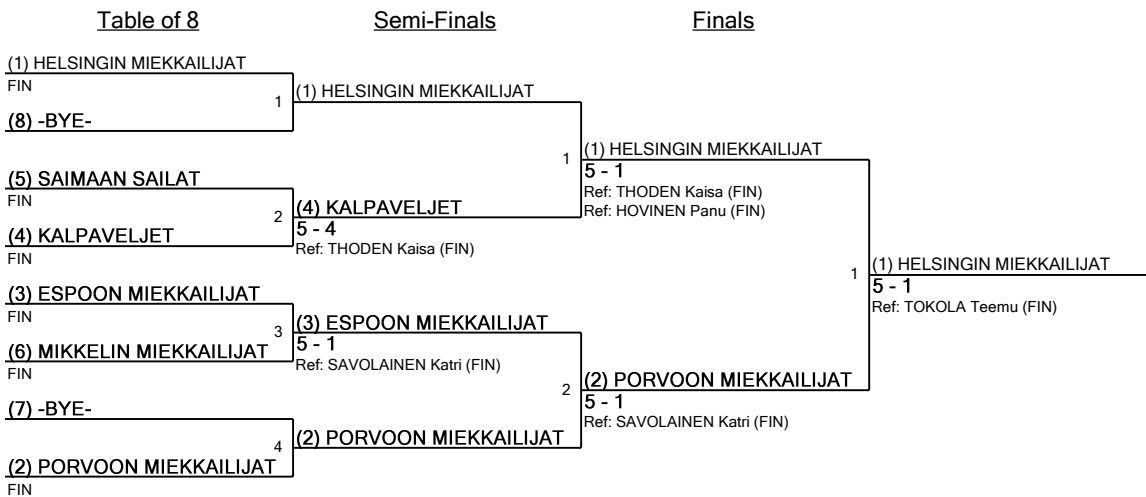 Table of 8 Semi-Finals Finals
(1) HELSINGIN MIEKKAILIJAT
FIN
1
(8) -BYE-
(5) SAIMAAN SAILAT
FIN
2
(4) KALPAVELJET
FIN
(3) ESPOON MIEKKAILIJAT
FIN
3
(6) MIKKELIN MIEKKAILIJAT
FIN
(7) -BYE-
4
(2) PORVOON MIEKKAILIJAT
FIN
(1) HELSINGIN MIEKKAILIJAT
1
(4) KALPAVELJET
5 - 4
Ref: THODEN Kaisa (FIN)
(3) ESPOON MIEKKAILIJAT
5 - 1
Ref: SAVOLAINEN Katri (FIN)
2
(2) PORVOON MIEKKAILIJAT
(1) HELSINGIN MIEKKAILIJAT
5 - 1
Ref: THODEN Kaisa (FIN)
Ref: HOVINEN Panu (FIN)
1
(2) PORVOON MIEKKAILIJAT
5 - 1
Ref: SAVOLAINEN Katri (FIN)
(1) HELSINGIN MIEKKAILIJAT
5 - 1
Ref: TOKOLA Teemu (FIN)